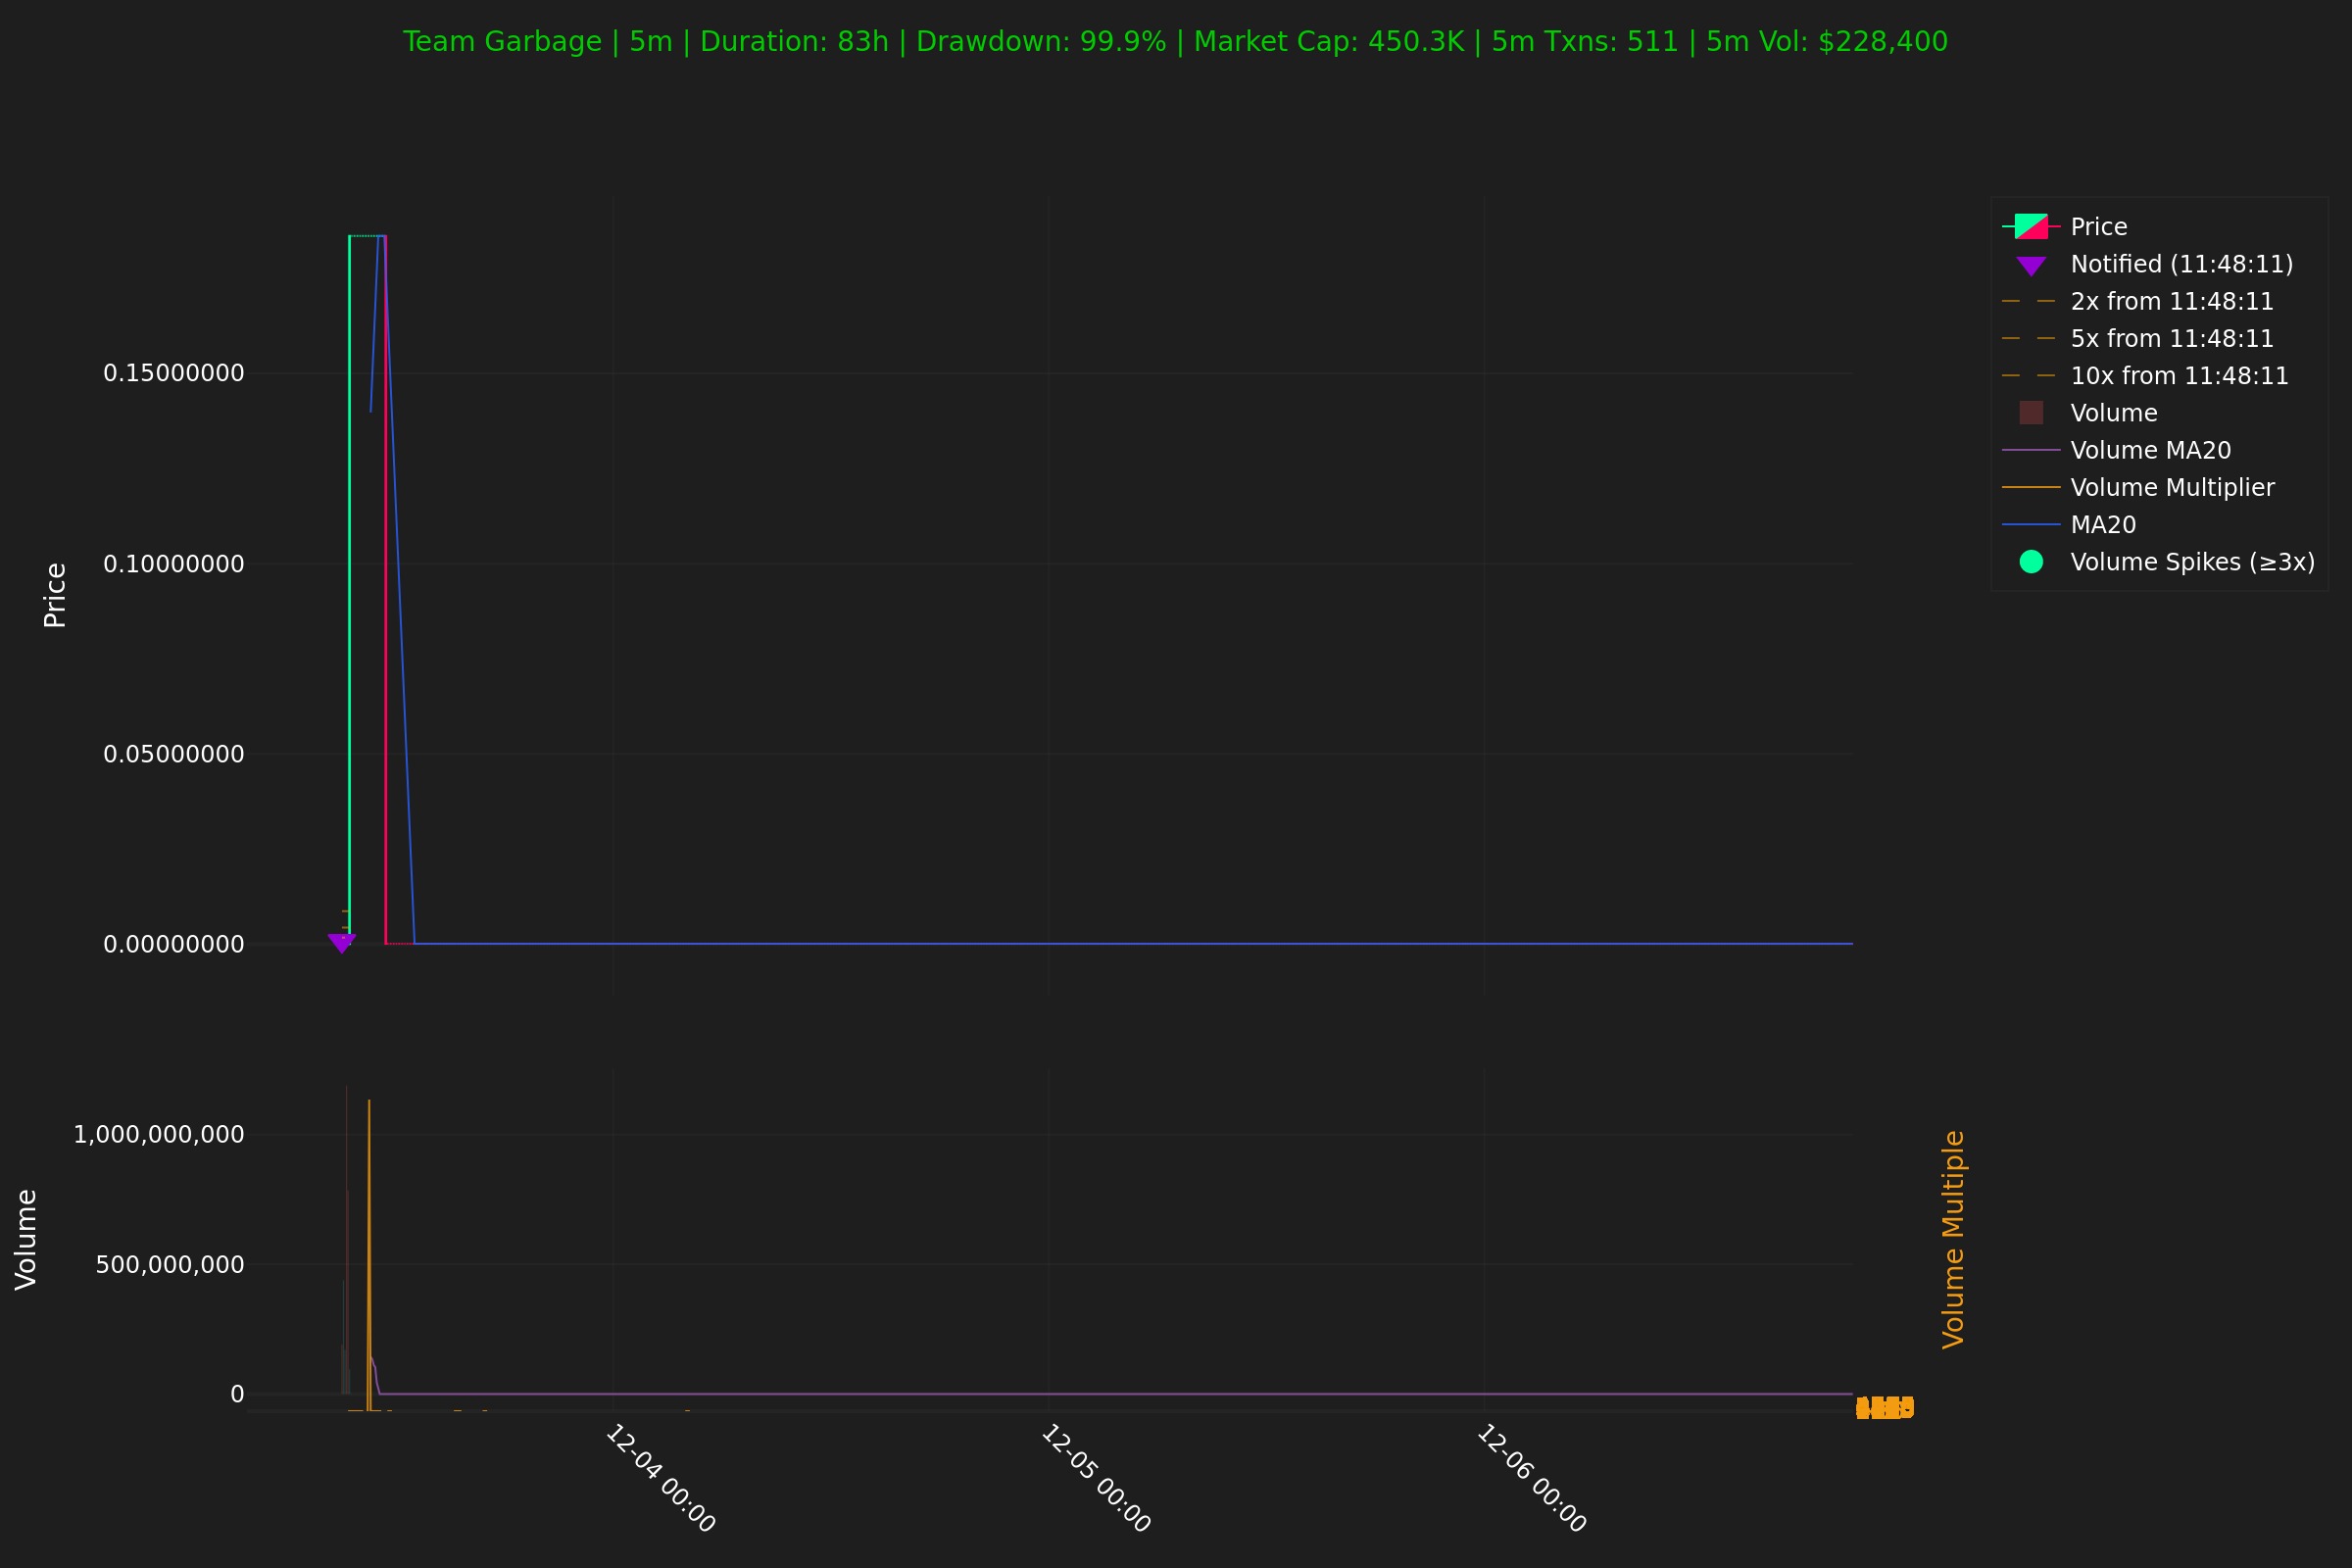 Team Garbage | 5m | Duration: 83h | Drawdown: 99.9% | Market Cap: 450.3K | 5m Txns: 511 | 5m Vol: $228,400
Price
0.15000000
0.10000000
0.05000000
0.00000000
Price
Notified (11:48:11)
2x from 11:48:11
5x from 11:48:11
10x from 11:48:11
Volume
Volume MA20
Volume Multiplier
MA20
Volume Spikes (≥3x)
Volume
1,000,000,000
500,000,000
0
Volume Multiple
12-04 00:00
12-05 00:00
12-06 00:00